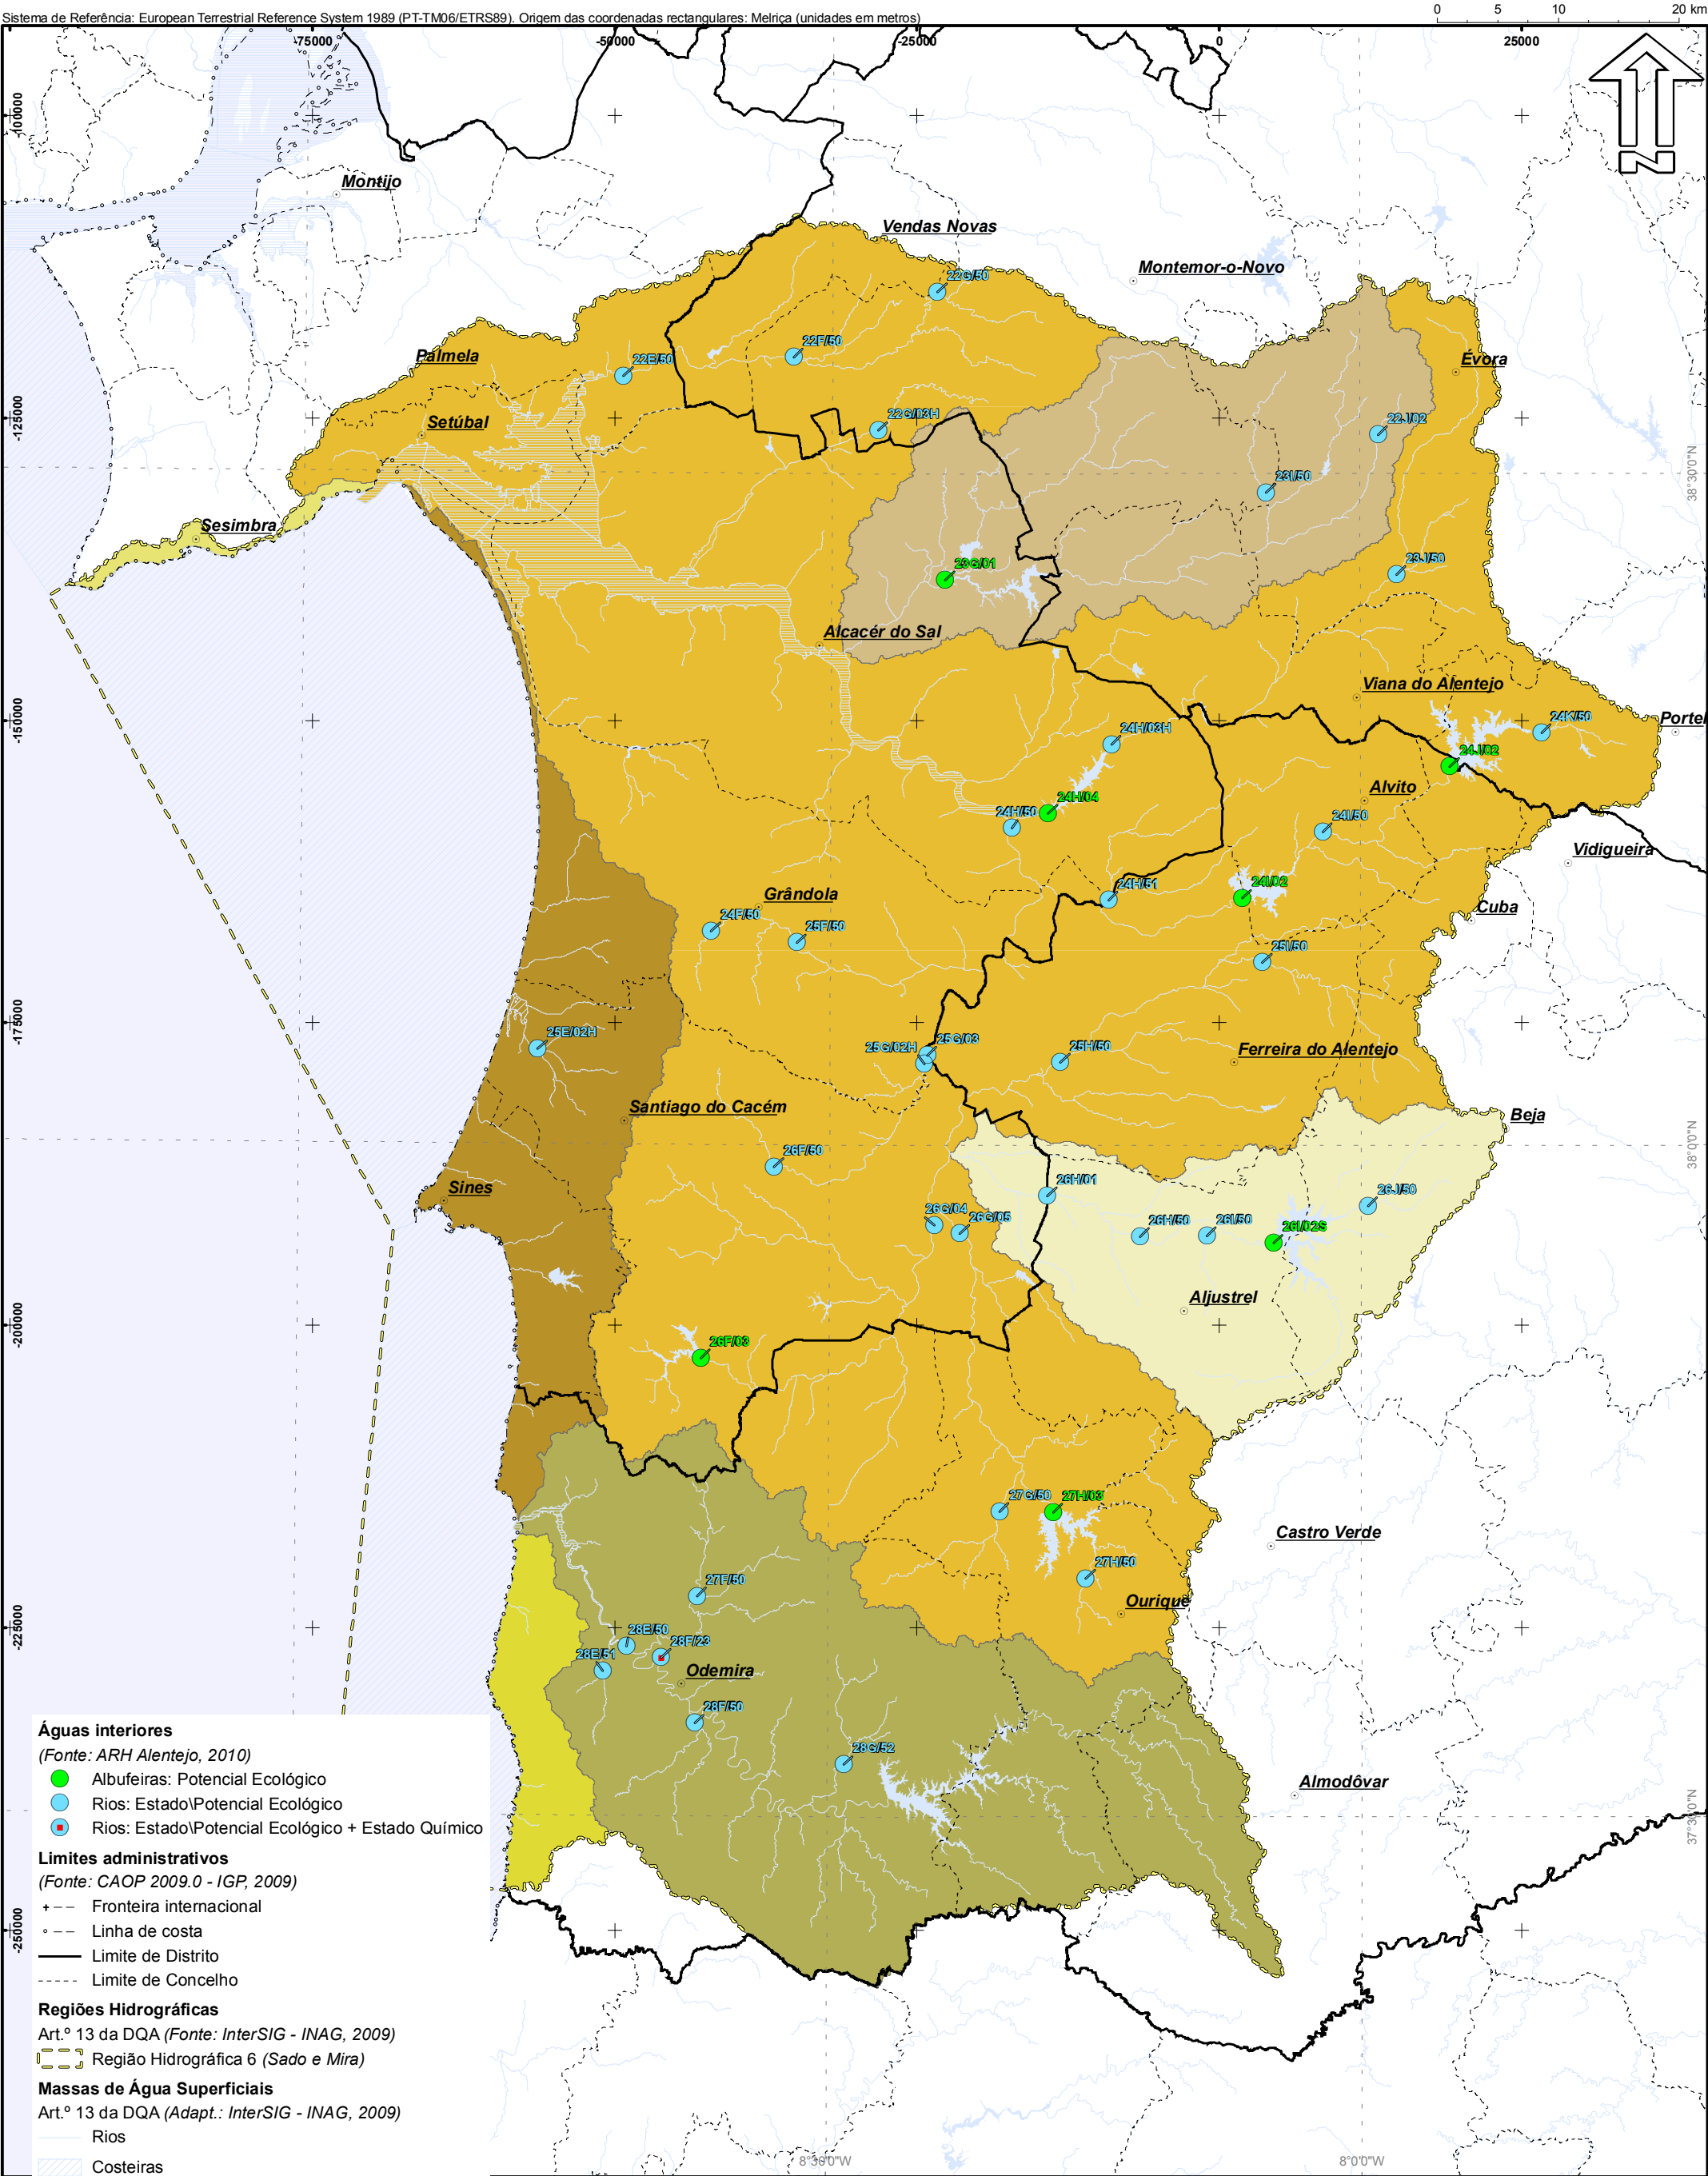 Sistema de Referência: European Terrestrial Reference System 1989 (PT-TM06/ETRS89). Origem das coordenadas rectangulares: Melriça (unidades em metros)
0 5 10 20 km
-75000 -50000 -25000 0 25000
-100000
Montijo
Vendas Novas
Montemor-o-Novo
22G/50
22F/50
Palmela
22E/50
Évora
-125000
Setúbal
22G/03H
22J/02
38°30'0"N
23I/50
Sesimbra
23G/01
23J/50
Alcacér do Sal
Viana do Alentejo
-150000
24K/50
Portel
24H/03H
24J/02
Alvito
24H/04
24H/50
24I/50
Vidigueira
24H/51
24I/02
Grândola
Cuba
24F/50
25F/50
25I/50
-175000
25E/02H
25G/02H
25G/03
25H/50
Ferreira do Alentejo
Santiago do Cacém
Beja
38°0'0"N
26F/50
Sines
26H/01
26J/50
26G/04
26G/05
26H/50
26I/50
26I/02S
Aljustrel
-200000
26F/03
27G/50
27H/03
Castro Verde
27H/50
27F/50
Ourique
-225000
28E/50
28F/23
28E/51
Odemira
28F/50
28G/52
Almodôvar
37°30'0"N
-250000
Águas interiores
(Fonte: ARH Alentejo, 2010)
Albufeiras: Potencial Ecológico
Rios: Estado\Potencial Ecológico
Rios: Estado\Potencial Ecológico + Estado Químico
Limites administrativos
(Fonte: CAOP 2009.0 - IGP, 2009)
Fronteira internacional
Linha de costa
Limite de Distrito
Limite de Concelho
Regiões Hidrográficas
Art.º 13 da DQA (Fonte: InterSIG - INAG, 2009)
Região Hidrográfica 6 (Sado e Mira)
Massas de Água Superficiais
Art.º 13 da DQA (Adapt.: InterSIG - INAG, 2009)
Rios
Costeiras
8°30'0"W
8°0'0"W
N